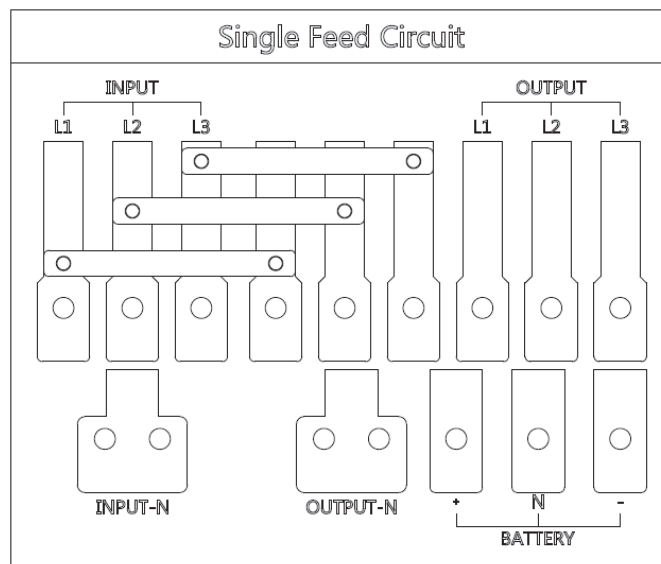 Single Feed Circuit
INPUT OUTPUT
L1 L2 L3 L1 L2 L3
INPUT-N OUTPUT-N + N -
BATTERY